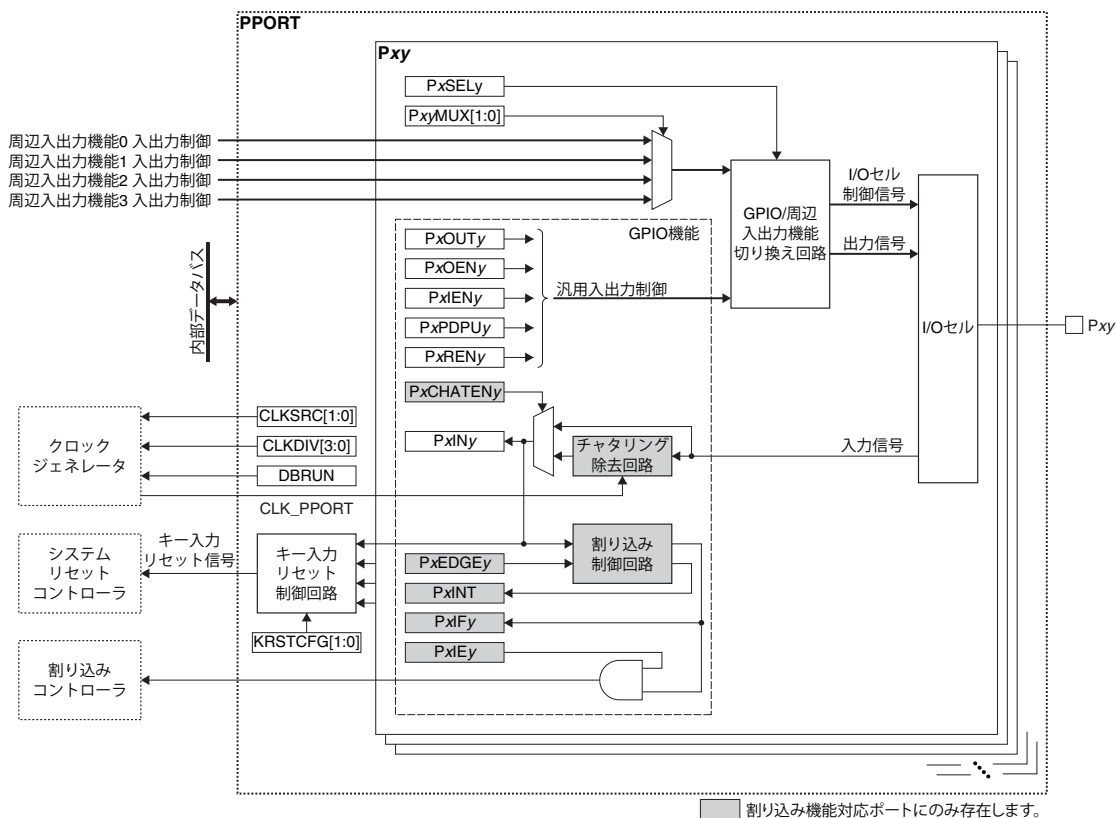 PPORT
Pxy
PxSELy
PxyMUX[1:0]
周辺入出力機能0 入出力制御
周辺入出力機能1 入出力制御
周辺入出力機能2 入出力制御
周辺入出力機能3 入出力制御
I/Oセル
制御信号
GPIO/周辺
入出力機能
切り換え回路
出力信号
GPIO機能
PxOUTy
PxOENy
PxIENy
PxPDPUy
PxRENy
汎用入出力制御
内部データバス
I/Oセル
Pxy
PxCHATENy
CLKSRC[1:0]
CLKDIV[3:0]
DBRUN
クロック
ジェネレータ
PxINy
チャタリング
除去回路
入力信号
CLK_PPORT
システム
リセット
コントローラ
キー入力
リセット信号
キー入力
リセット
制御回路
KRSTCFG[1:0]
割り込み
制御回路
PxEDGEy
PxINT
PxIFy
PxIEy
割り込み
コントローラ
割り込み機能対応ポートにのみ存在します。